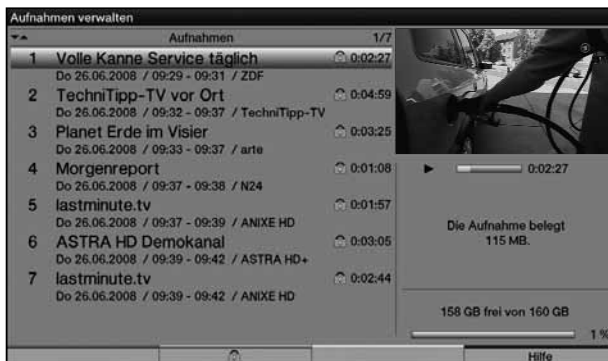 Aufnahmen verwalten
Aufnahmen 1/7
1 Volle Kanne Service täglich 0:02:27
Do 26.06.2008 / 09:29 - 09:31 / ZDF
2 TechniTipp-TV vor Ort 0:04:59
Do 26.06.2008 / 09:32 - 09:37 / TechniTipp-TV
3 Planet Erde im Visier 0:03:25
Do 26.06.2008 / 09:33 - 09:37 / arte
4 Morgenreport 0:01:08
Do 26.06.2008 / 09:37 - 09:38 / N24
5 lastminute.tv 0:01:57
Do 26.06.2008 / 09:37 - 09:39 / ANIXE HD
6 ASTRA HD Demokanal 0:03:05
Do 26.06.2008 / 09:39 - 09:42 / ASTRA HD+
7 lastminute.tv 0:02:44
Do 26.06.2008 / 09:39 - 09:42 / ANIXE HD
0:02:27
Die Aufnahme belegt
115 MB.
158 GB frei von 160 GB
1 %
Hilfe